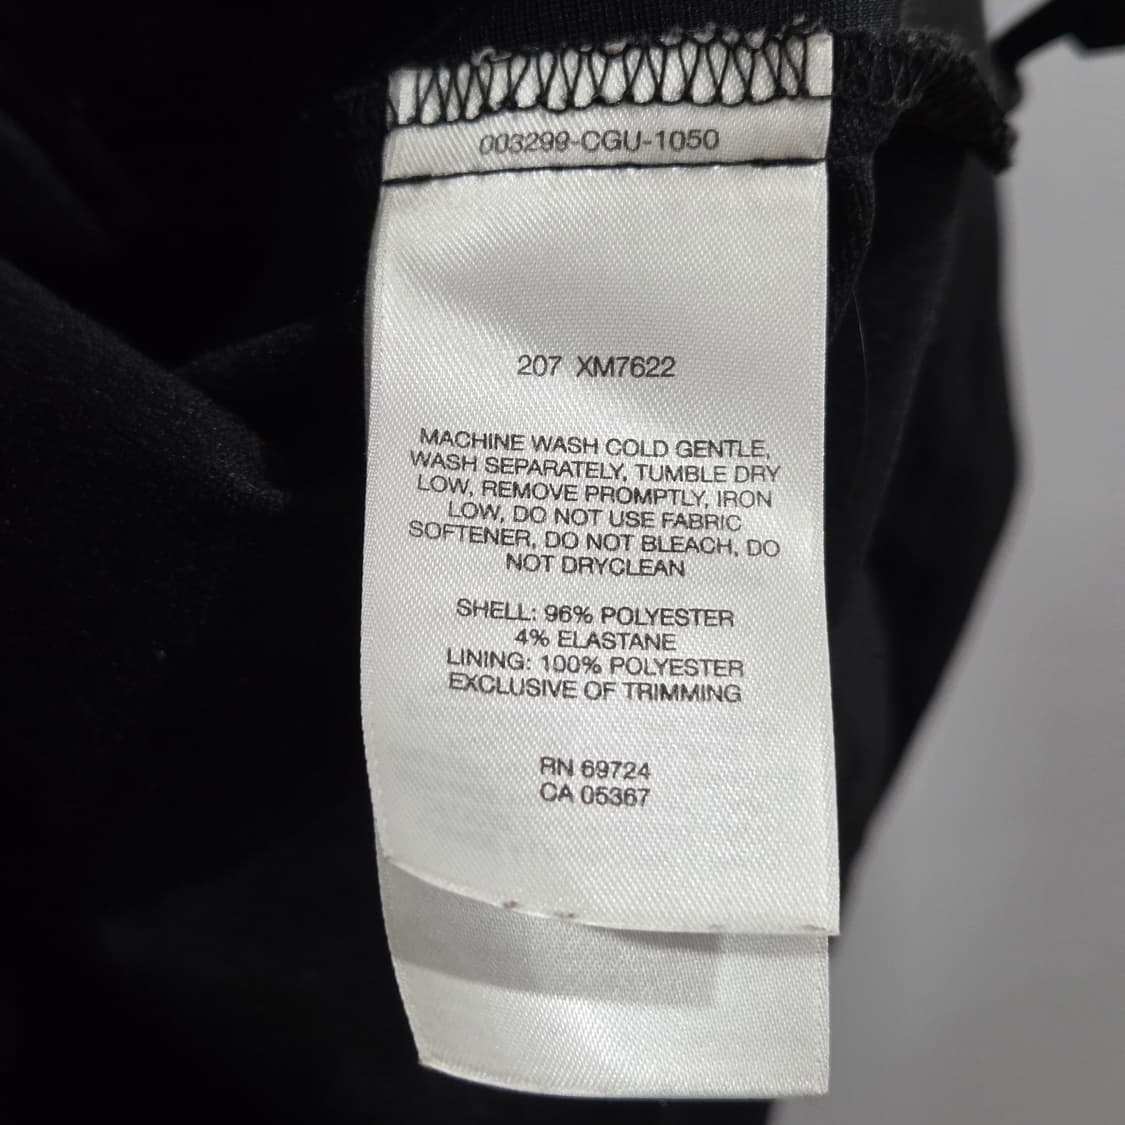 003299-CGU-1050
207 XM7622
MACHINE WASH COLD GENTLE,
WASH SEPARATELY, TUMBLE DRY
LOW, REMOVE PROMPTLY, IRON
LOW, DO NOT USE FABRIC
SOFTENER, DO NOT BLEACH, DO
NOT DRYCLEAN
SHELL: 96% POLYESTER
4% ELASTANE
LINING: 100% POLYESTER
EXCLUSIVE OF TRIMMING
RN 69724
CA 05367